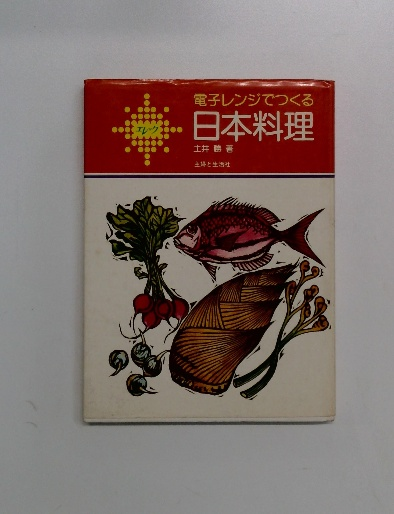 電子レンジでつくる
日本料理
土井 勝 著
主婦と生活社